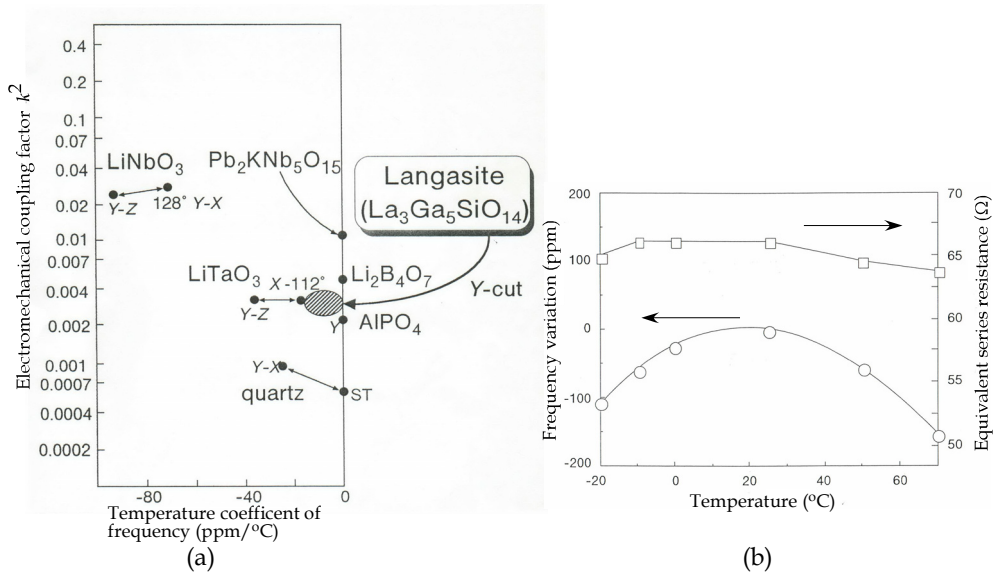 Electromechanical coupling factor k²
0.4
0.2
0.1
0.07
0.04
0.02
0.01
0.007
0.004
0.002
0.001
0.0007
0.0004
0.0002
LiNbO₃
Y-Z
128° Y-X
Pb₂KNb₅O₁₅
Langasite
(La₃Ga₅SiO₁₄)
LiTaO₃
X-112°
Y-Z
Li₂B₄O₇
Y-cut
Y
AlPO₄
Y-X
quartz
ST
-80
-40
0
Temperature coefficent of
frequency (ppm/°C)
(a)
Frequency variation (ppm)
200
100
0
-100
-200
70
65
60
55
50
Equivalent series resistance (Ω)
-20
0
20
40
60
Temperature (°C)
(b)